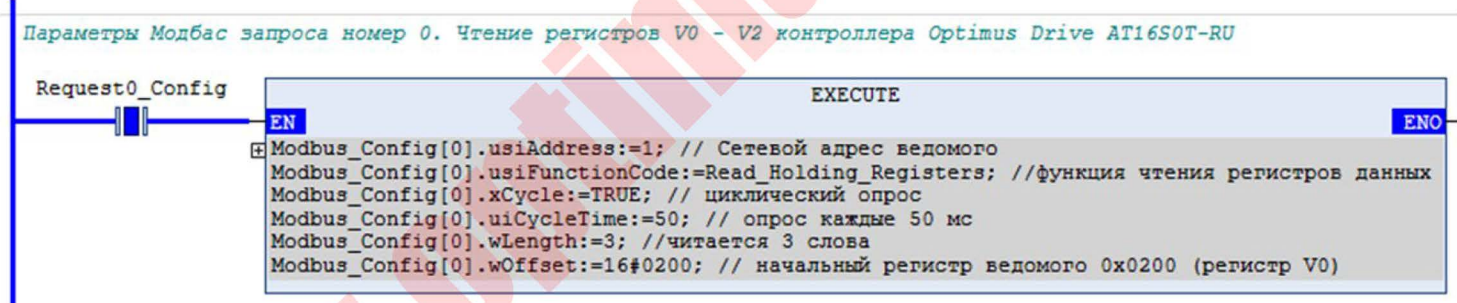 Параметры Модбас запроса номер 0. Чтение регистров V0 - V2 контроллера Optimus Drive AT16S0T-RU
Request0_Config
EXECUTE
EN
ENO
Modbus_Config[0].usiAddress:=1; // Сетевой адрес ведомого
Modbus_Config[0].usiFunctionCode:=Read_Holding_Registers; //функция чтения регистров данных
Modbus_Config[0].xCycle:=TRUE; // циклический опрос
Modbus_Config[0].uiCycleTime:=50; // опрос каждые 50 мс
Modbus_Config[0].wLength:=3; //читается 3 слова
Modbus_Config[0].wOffset:=16#0200; // начальный регистр ведомого 0x0200 (регистр V0)
optim